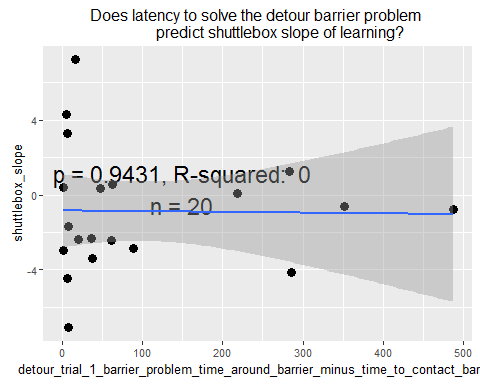 Does latency to solve the detour barrier problem
predict shuttlebox slope of learning?
shuttlebox_slope
4
0
-4
p = 0.9431, R-squared: 0
n = 20
0 100 200 300 400 500
detour_trial_1_barrier_problem_time_around_barrier_minus_time_to_contact_bar